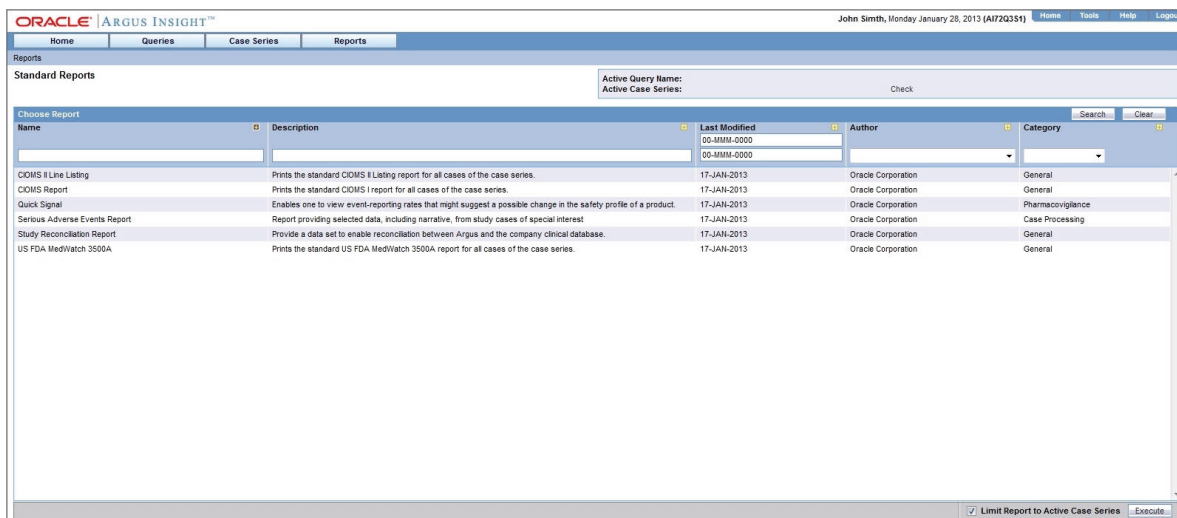 ORACLE ARGUS INSIGHT™
John Simth, Monday January 28, 2013 (AI72Q3S1) Home Tools Help Logou
Home Queries Case Series Reports
Reports
Standard Reports
Active Query Name:
Active Case Series: Check
Choose Report Search Clear
Name Description Last Modified Author Category
00-MMM-0000
00-MMM-0000
CIOMS II Line Listing Prints the standard CIOMS II Listing report for all cases of the case series. 17-JAN-2013 Oracle Corporation General
CIOMS Report Prints the standard CIOMS I report for all cases of the case series. 17-JAN-2013 Oracle Corporation General
Quick Signal Enables one to view event-reporting rates that might suggest a possible change in the safety profile of a product. 17-JAN-2013 Oracle Corporation Pharmacovigilance
Serious Adverse Events Report Report providing selected data, including narrative, from study cases of special interest 17-JAN-2013 Oracle Corporation Case Processing
Study Reconciliation Report Provide a data set to enable reconciliation between Argus and the company clinical database. 17-JAN-2013 Oracle Corporation General
US FDA MedWatch 3500A Prints the standard US FDA MedWatch 3500A report for all cases of the case series. 17-JAN-2013 Oracle Corporation General
Limit Report to Active Case Series Execute